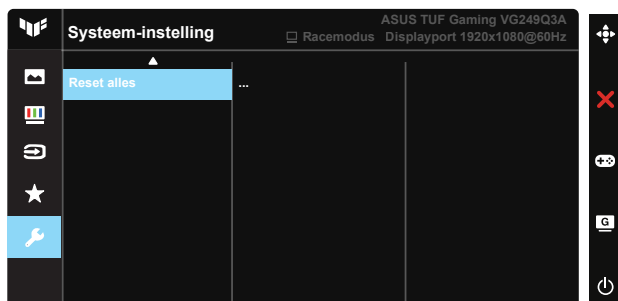 ASUS TUF Gaming VG249Q3A
Systeem-instelling
Racemodus Displayport 1920x1080@60Hz
Reset alles
...
G